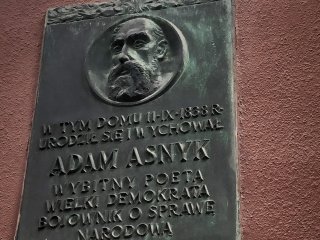 W TYM DOMU 11-IX-1838 R-
URODZIŁ SIĘ I WYCHOWAŁ
ADAM ASNYK
WYBITNY POETA
WIELKI DEMOKRATA
BOJOWNIK O SPRAWĘ
NARODOWĄ